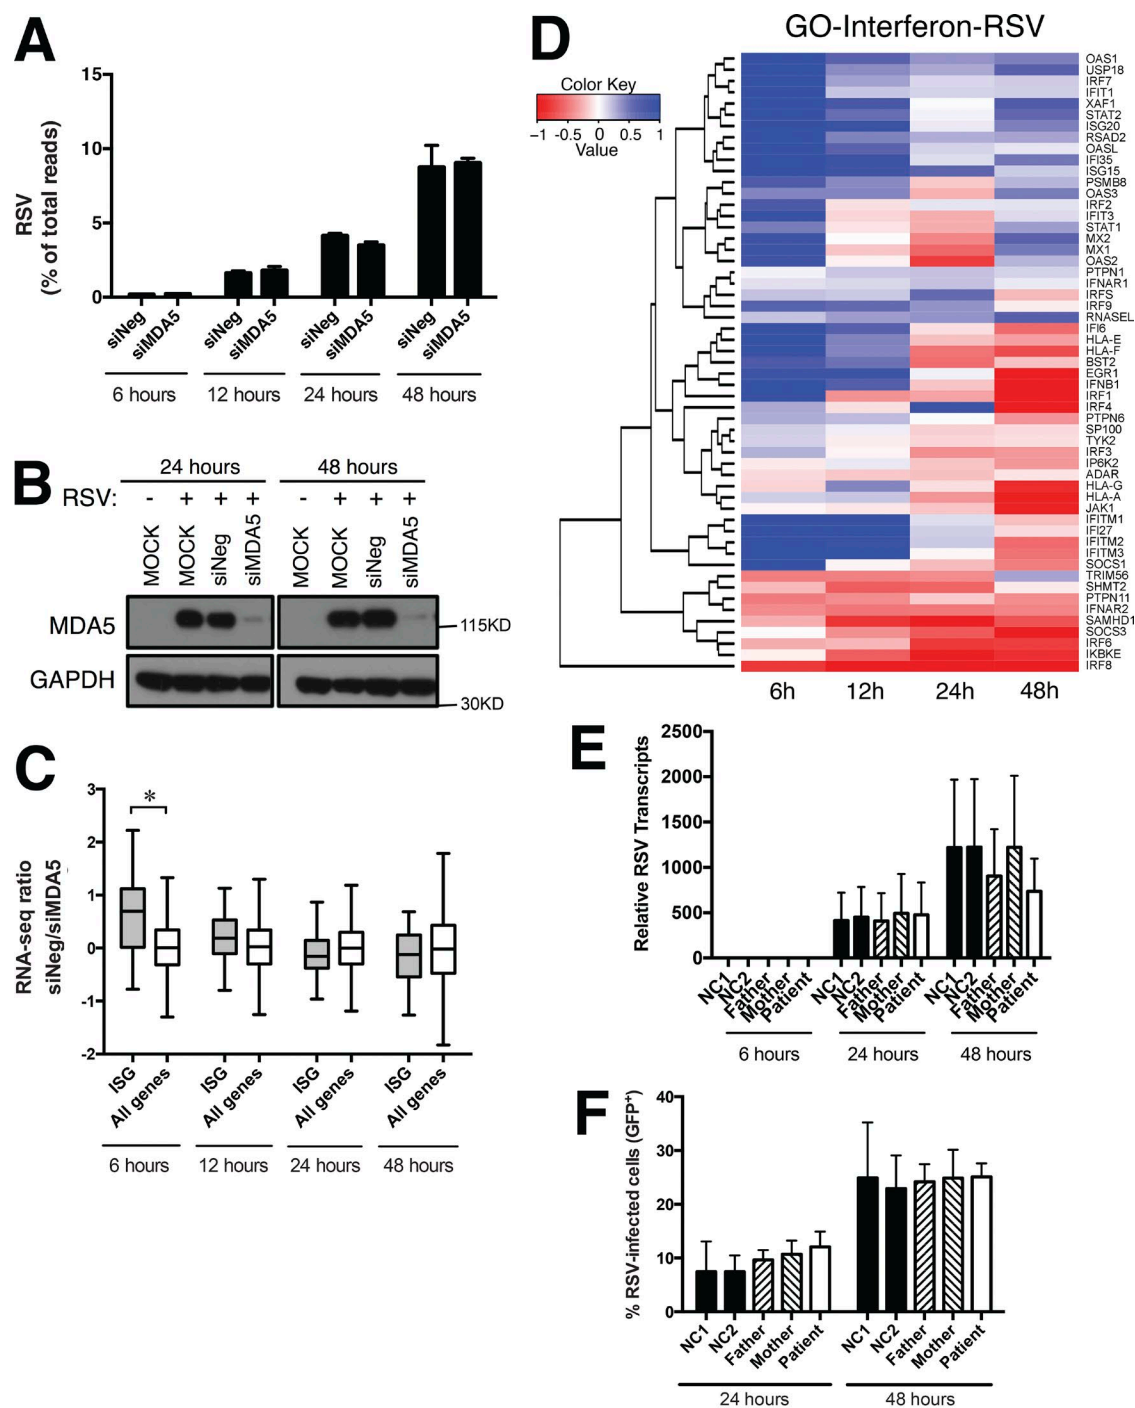 A
RSV
(% of total reads)
15
10
5
0
siNeg
siMDA5
siNeg
siMDA5
siNeg
siMDA5
siNeg
siMDA5
6 hours
12 hours
24 hours
48 hours
B
24 hours
48 hours
RSV:
- + + + - + + +
MOCK
MOCK
siNeg
siMDA5
MOCK
MOCK
siNeg
siMDA5
MDA5
115KD
GAPDH
30KD
C
RNA-seq ratio
siNeg/siMDA5
3
2
1
0
-1
-2
*
ISG
All genes
ISG
All genes
ISG
All genes
ISG
All genes
6 hours
12 hours
24 hours
48 hours
D
GO-Interferon-RSV
Color Key
-1 -0.5 0 0.5 1
Value
OAS1
USP18
IRF7
IFIT1
XAF1
STAT2
ISG20
RSAD2
OASL
IFI35
ISG15
PSMB8
OAS3
IRF2
IFIT3
STAT1
MX2
MX1
OAS2
PTPN1
IFNAR1
IRF5
IRF9
RNASEL
IFI6
HLA-E
HLA-F
BST2
EGR1
IFNB1
IRF1
IRF4
PTPN6
SP100
TYK2
IRF3
IP6K2
ADAR
HLA-G
HLA-A
JAK1
IFITM1
IFI27
IFITM2
IFITM3
SOCS1
TRIM56
SHMT2
PTPN11
IFNAR2
SAMHD1
SOCS3
IRF6
IKBKE
IRF8
6h
12h
24h
48h
E
Relative RSV Transcripts
2500
2000
1500
1000
500
0
NC1
NC2
Father
Mother
Patient
NC1
NC2
Father
Mother
Patient
NC1
NC2
Father
Mother
Patient
6 hours
24 hours
48 hours
F
% RSV-infected cells (GFP+)
40
30
20
10
0
NC1
NC2
Father
Mother
Patient
NC1
NC2
Father
Mother
Patient
24 hours
48 hours